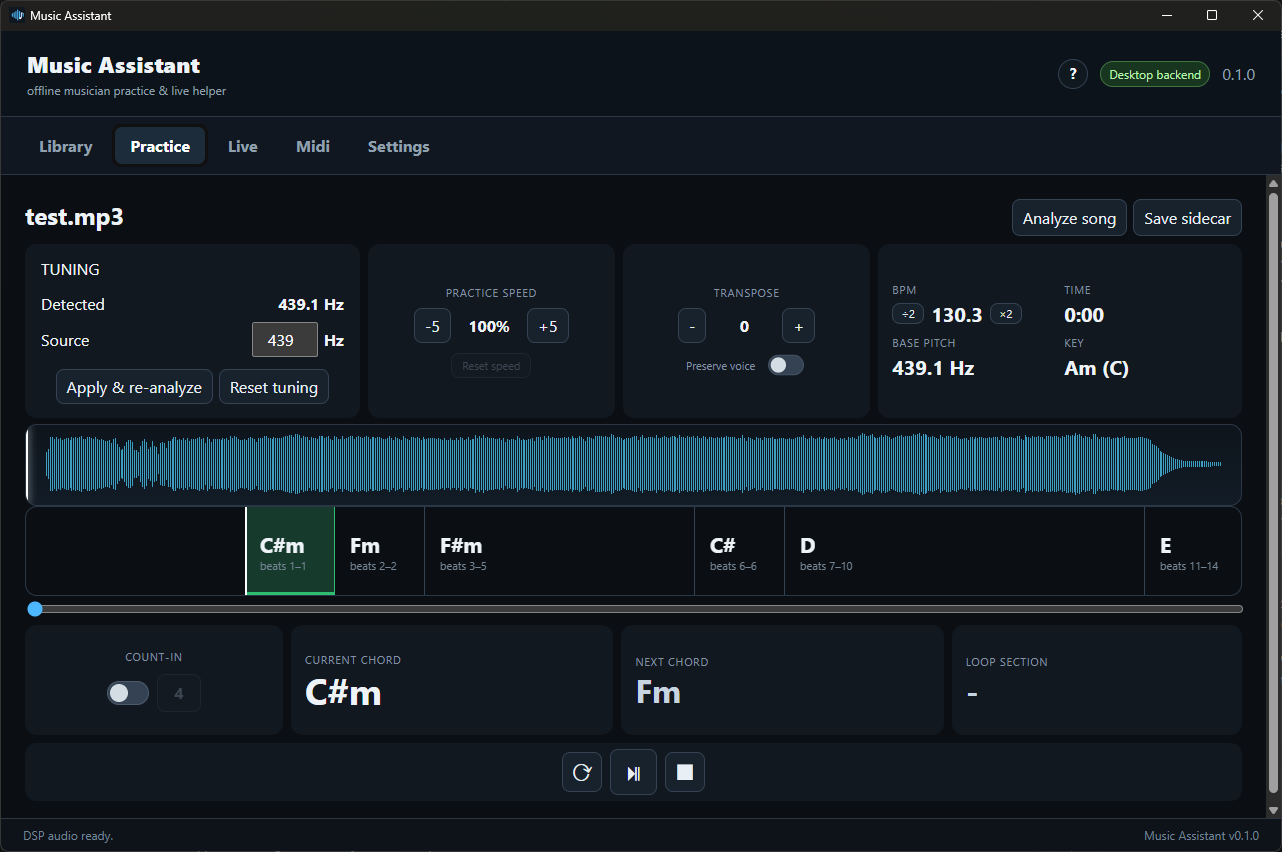 Music Assistant
Music Assistant
offline musician practice & live helper
?
Desktop backend
0.1.0
Library
Practice
Live
Midi
Settings
test.mp3
Analyze song
Save sidecar
TUNING
Detected
439.1 Hz
Source
439
Hz
Apply & re-analyze
Reset tuning
PRACTICE SPEED
-5
100%
+5
Reset speed
TRANSPOSE
-
0
+
Preserve voice
BPM
÷2
130.3
×2
TIME
0:00
BASE PITCH
439.1 Hz
KEY
Am (C)
C#m
beats 1–1
Fm
beats 2–2
F#m
beats 3–5
C#
beats 6–6
D
beats 7–10
E
beats 11–14
COUNT-IN
4
CURRENT CHORD
C#m
NEXT CHORD
Fm
LOOP SECTION
-
DSP audio ready.
Music Assistant v0.1.0